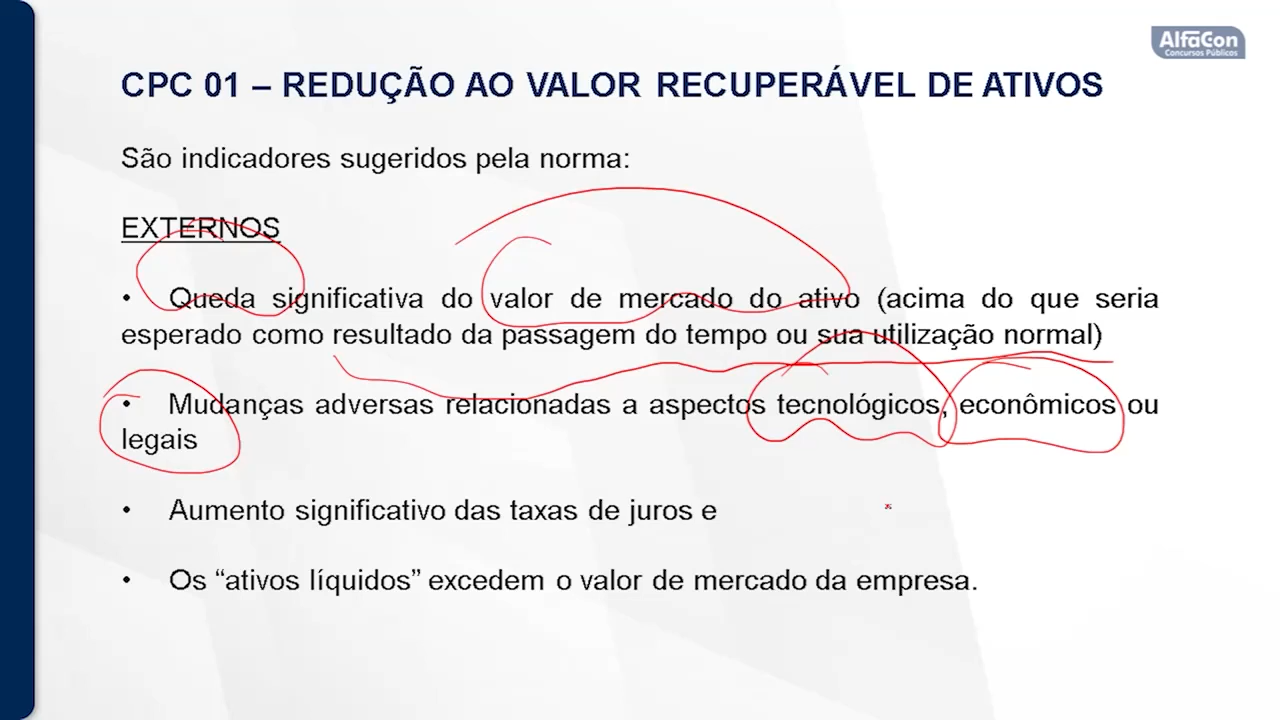 AlfaCon
Concursos Públicos
CPC 01 – REDUÇÃO AO VALOR RECUPERÁVEL DE ATIVOS
São indicadores sugeridos pela norma:
EXTERNOS
• Queda significativa do valor de mercado do ativo (acima do que seria
esperado como resultado da passagem do tempo ou sua utilização normal)
• Mudanças adversas relacionadas a aspectos tecnológicos, econômicos ou
legais
• Aumento significativo das taxas de juros e
• Os “ativos líquidos” excedem o valor de mercado da empresa.